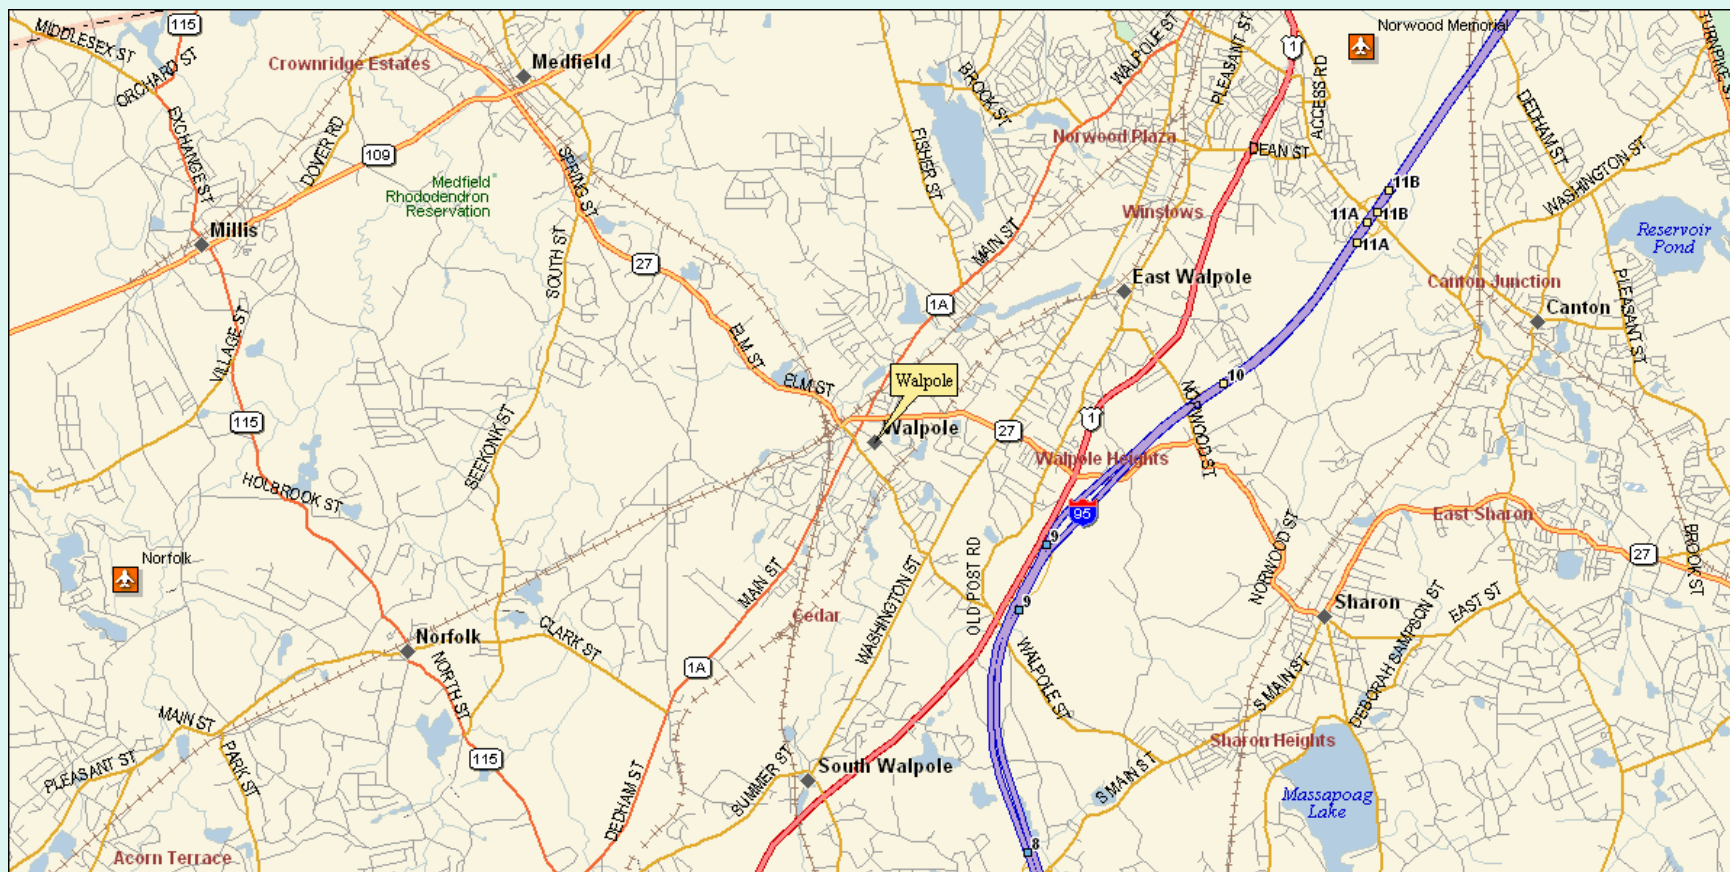 115
MIDDLESEX ST
ORCHARD ST
Crownridge Estates
Medfield
EXCHANGE ST
DOVER RD
109
Medfield
Rhododendron
Reservation
SPRING ST
Millis
SOUTH ST
27
VILLAGE ST
115
HOLBROOK ST
SEEKONK ST
ELM ST
ELM ST
Norwood Memorial
1
WALPOLE ST
PLEASANT ST
ACCESS RD
BROOK ST
FISHER ST
Norwood Plaza
DEAN ST
DEDHAM ST
WASHINGTON ST
TURNPIKE ST
11B
11A
11B
11A
Winslows
MAIN ST
Reservoir
Pond
1A
East Walpole
Canton Junction
Canton
PLEASANT ST
Walpole
Walpole
10
1
27
NORWOOD ST
Walpole Heights
95
9
East Sharon
27
BROOK ST
Norfolk
MAIN ST
Cedar
WASHINGTON ST
OLD POST RD
9
NORWOOD ST
Sharon
DEBORAH SAMPSON ST
EAST ST
Norfolk
CLARK ST
NORTH ST
1A
WALPOLE ST
S MAIN ST
MAIN ST
PLEASANT ST
PARK ST
115
DEDHAM ST
SUMMER ST
South Walpole
S MAIN ST
Sharon Heights
Massapoag
Lake
8
Acorn Terrace